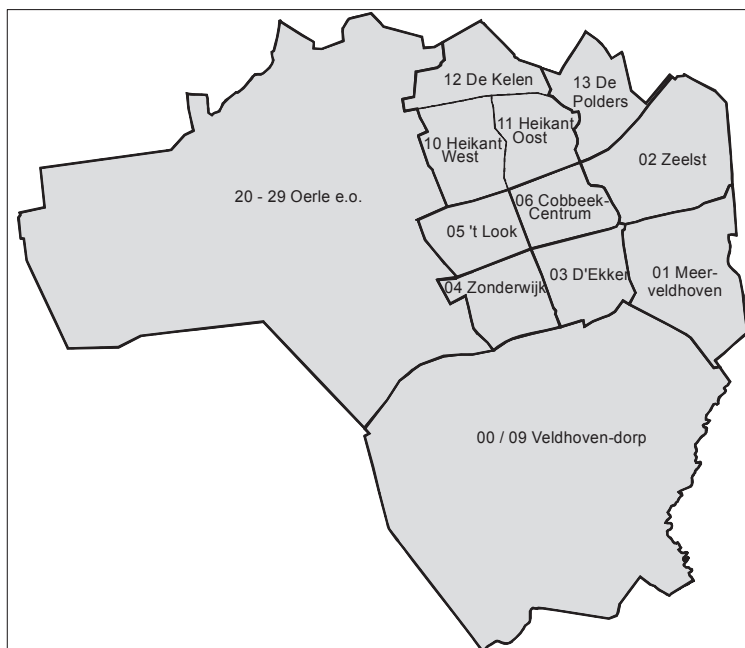 12 De Kelen
13 De
Polders
11 Heikant
Oost
10 Heikant
West
02 Zeelst
20 - 29 Oerle e.o.
06 Cobbeek-
Centrum
05 't Look
03 D'Ekker
01 Meer-
veldhoven
04 Zonderwijk
00 / 09 Veldhoven-dorp